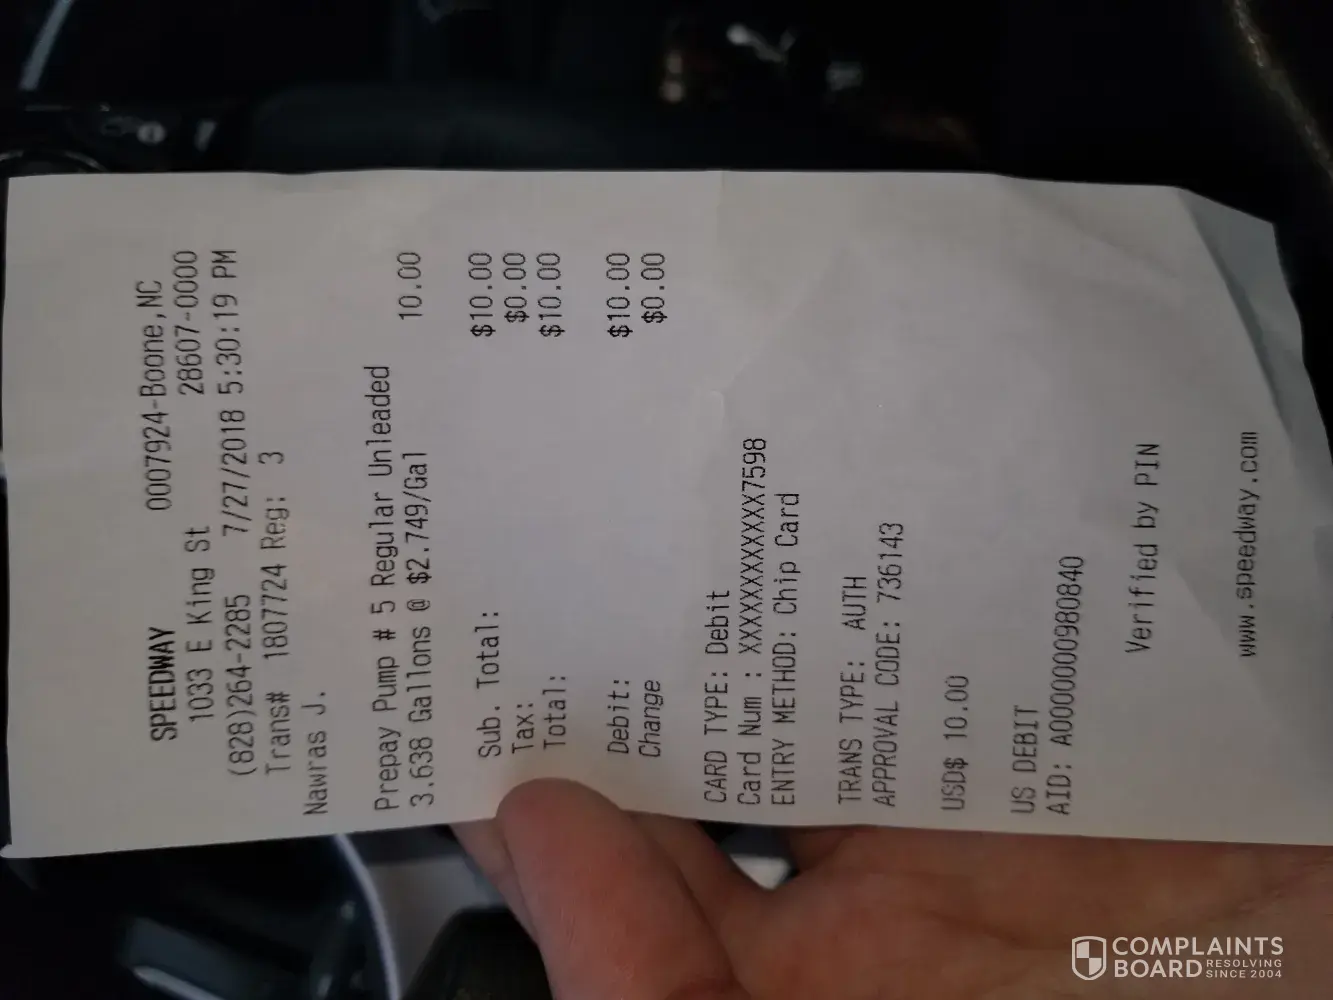 SPEEDWAY 0007924-Boone,NC
1033 E King St 28607-0000
(828)264-2285 7/27/2018 5:30:19 PM
Trans# 1807724 Reg: 3
Nawras J.
Prepay Pump # 5 Regular Unleaded
3.638 Gallons @ $2.749/Gal 10.00
Sub. Total: $10.00
Tax: $0.00
Total: $10.00
Debit: $10.00
Change $0.00
CARD TYPE: Debit
Card Num : XXXXXXXXXXXX7598
ENTRY METHOD: Chip Card
TRANS TYPE: AUTH
APPROVAL CODE: 736143
USD$ 10.00
US DEBIT
AID: A0000000980840
Verified by PIN
www.speedway.com
COMPLAINTS
BOARD RESOLVING
SINCE 2004